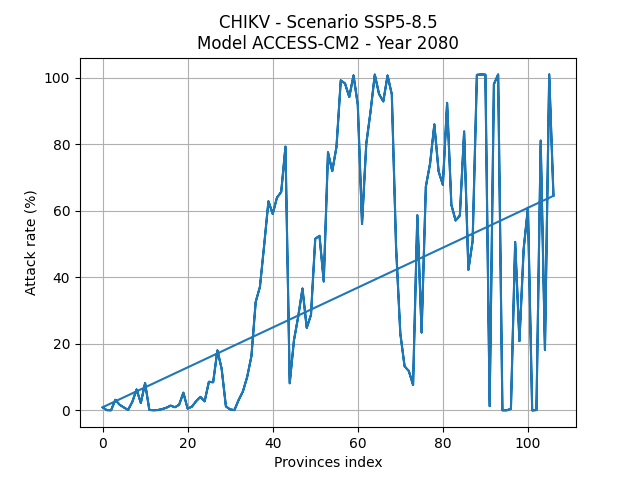 CHIKV - Scenario SSP5-8.5
Model ACCESS-CM2 - Year 2080
Attack rate (%)
100
80
60
40
20
0
0 20 40 60 80 100
Provinces index